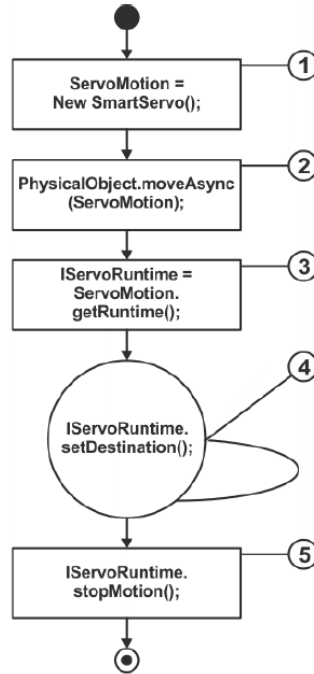 ServoMotion =
New SmartServo();
1
PhysicalObject.moveAsync
(ServoMotion);
2
IServoRuntime =
ServoMotion.
getRuntime();
3
IServoRuntime.
setDestination();
4
IServoRuntime.
stopMotion();
5